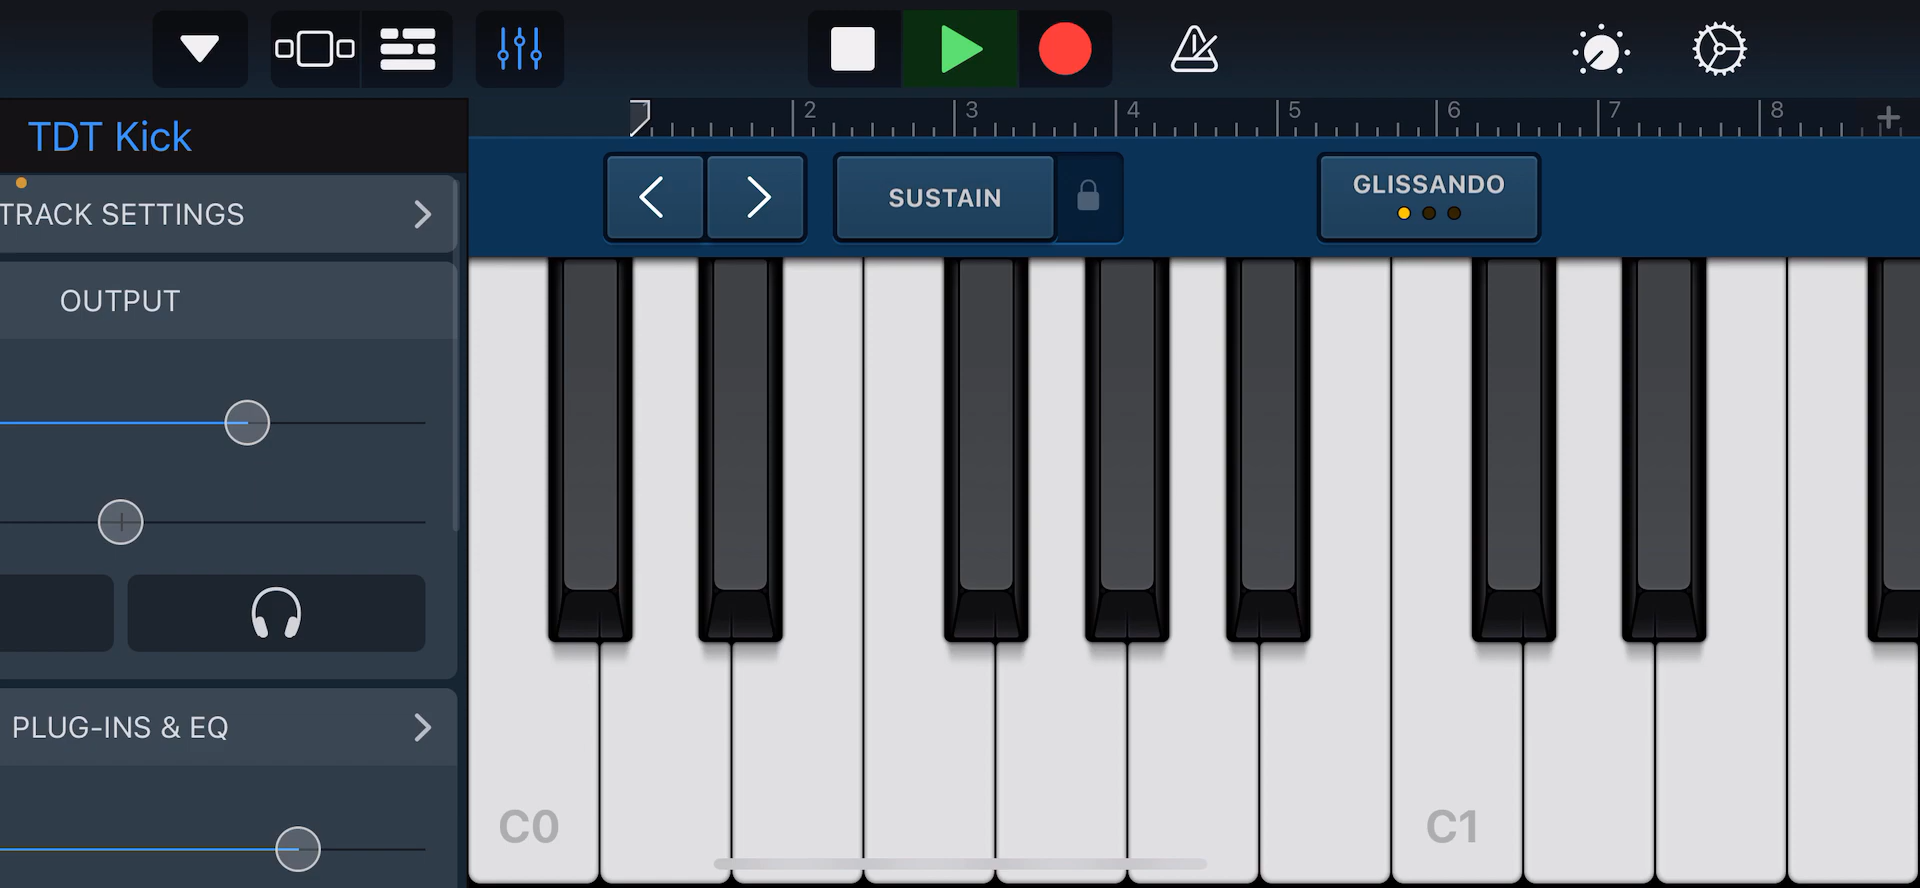 2
3
4
5
6
7
8
TDT Kick
TRACK SETTINGS
SUSTAIN
GLISSANDO
OUTPUT
PLUG-INS & EQ
C0
C1